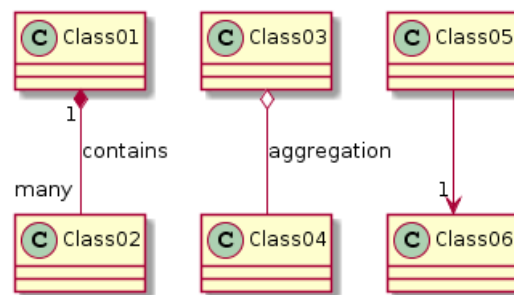 C Class01
C Class03
C Class05
1
contains
aggregation
many
1
C Class02
C Class04
C Class06